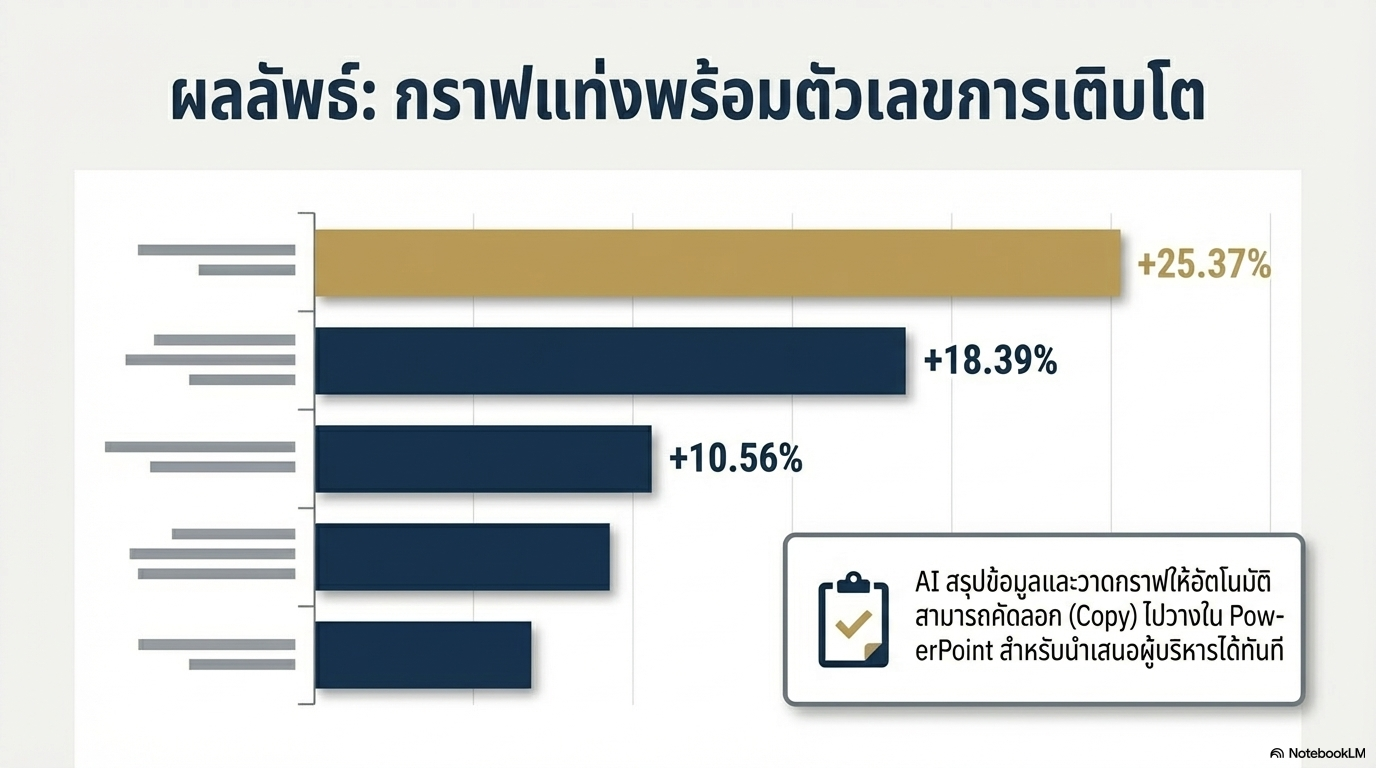 ผลลัพธ์: กราฟแท่งพร้อมตัวเลขการเติบโต
+25.37%
+18.39%
+10.56%
AI สรุปข้อมูลและวาดกราฟให้อัตโนมัติ
สามารถคัดลอก (Copy) ไปวางใน Pow-
erPoint สำหรับนำเสนอผู้บริหารได้ทันที
NotebookLM